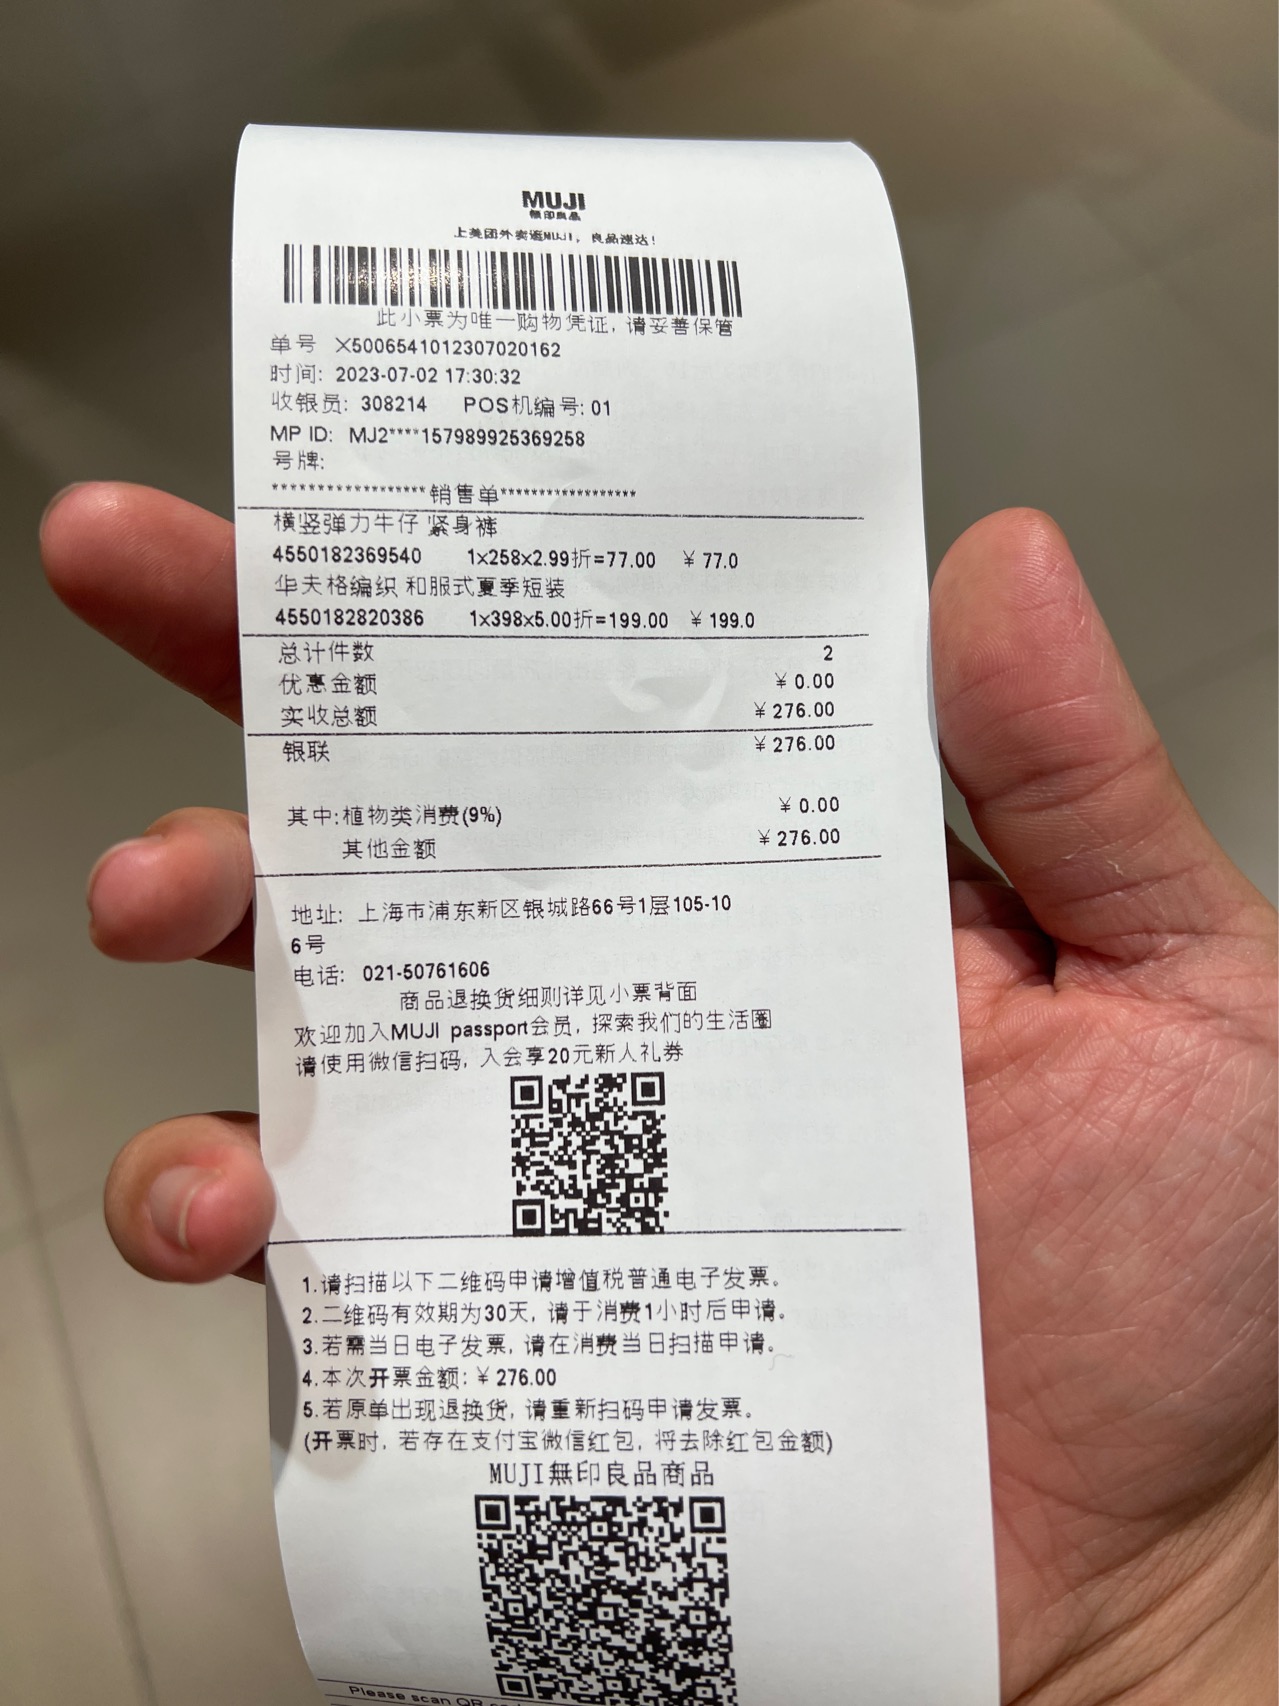 MUJI
無印良品
上美团外卖逛MUJI，良品速达！
此小票为唯一购物凭证, 请妥善保管
单号 X5006541012307020162
时间: 2023-07-02 17:30:32
收银员: 308214 POS机编号: 01
MP ID: MJ2****157989925369258
号牌:
******************销售单******************
横竖弹力牛仔 紧身裤
4550182369540 1x258x2.99折=77.00 ¥ 77.0
华夫格编织 和服式夏季短装
4550182820386 1x398x5.00折=199.00 ¥ 199.0
总计件数 2
优惠金额 ¥ 0.00
实收总额 ¥ 276.00
银联 ¥ 276.00
其中: 植物类消费(9%) ¥ 0.00
其他金额 ¥ 276.00
地址: 上海市浦东新区银城路66号1层105-10
6号
电话: 021-50761606
商品退换货细则详见小票背面
欢迎加入MUJI passport会员, 探索我们的生活圈
请使用微信扫码, 入会享20元新人礼券
1.请扫描以下二维码申请增值税普通电子发票。
2.二维码有效期为30天, 请于消费1小时后申请。
3.若需当日电子发票, 请在消费当日扫描申请。
4.本次开票金额: ¥ 276.00
5.若原单出现退换货, 请重新扫码申请发票。
(开票时, 若存在支付宝微信红包, 将去除红包金额)
MUJI無印良品商品
Please scan QR